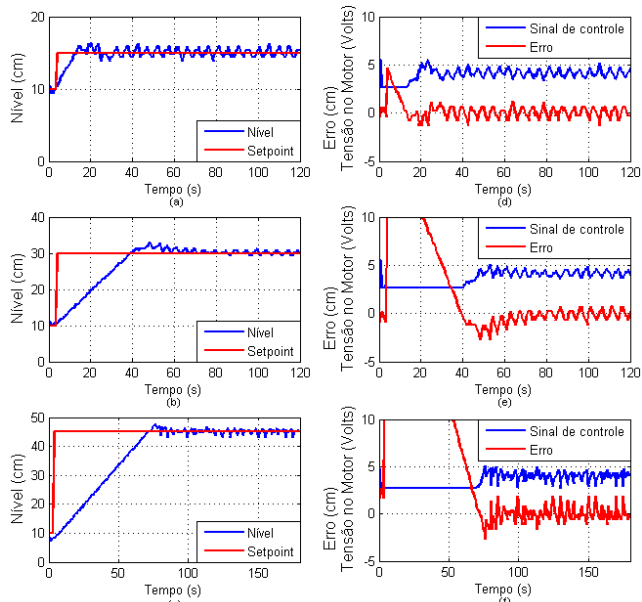 20
15
10
0
Nível (cm)
Nível
Setpoint
0 20 40 60 80 100 120
Tempo (s)
(a)
10
5
0
-5
Erro (cm)
Tensão no Motor (Volts)
Sinal de controle
Erro
0 20 40 60 80 100 120
Tempo (s)
(d)
40
30
20
10
0
Nível (cm)
Nível
Setpoint
0 20 40 60 80 100 120
Tempo (s)
(b)
10
5
0
-5
Erro (cm)
Tensão no Motor (Volts)
Sinal de controle
Erro
0 20 40 60 80 100 120
Tempo (s)
(e)
50
45
40
30
20
10
0
Nível (cm)
Nível
Setpoint
0 50 100 150
Tempo (s)
10
5
0
-5
Erro (cm)
Tensão no Motor (Volts)
Sinal de controle
Erro
0 50 100 150
Tempo (s)
(f)